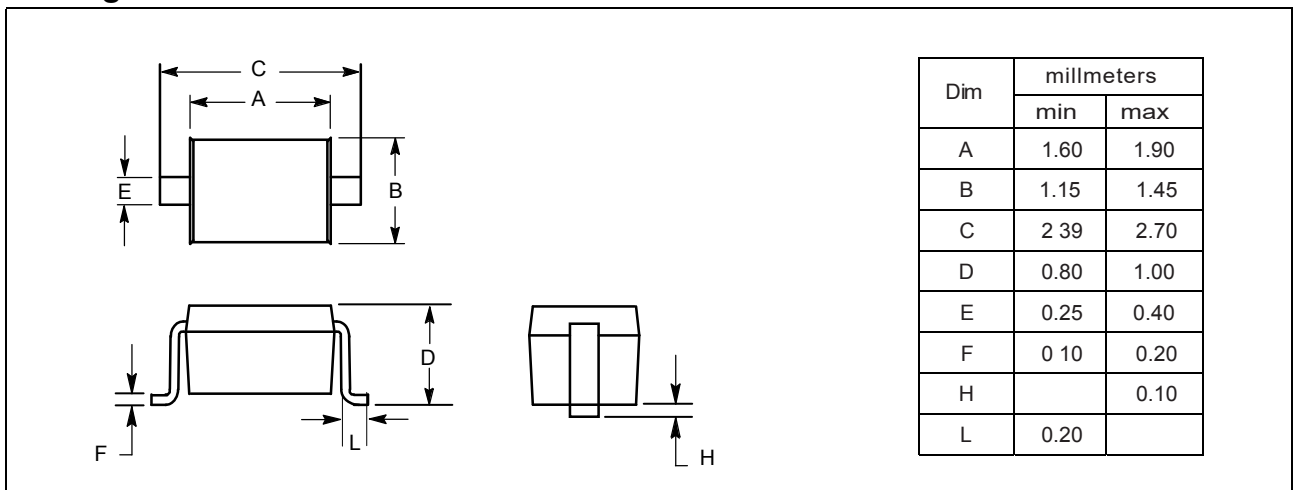 C
A
E
B
D
F
L
H
Dim millmeters
min max
A 1.60 1.90
B 1.15 1.45
C 2 39 2.70
D 0.80 1.00
E 0.25 0.40
F 0 10 0.20
H 0.10
L 0.20